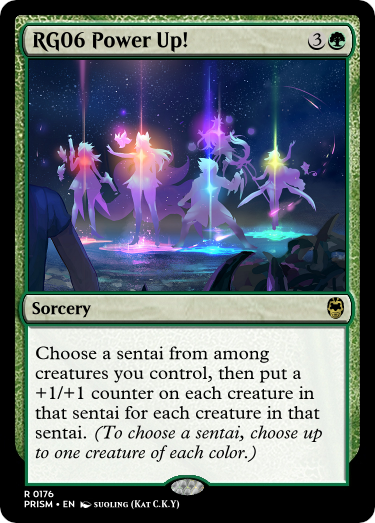 RG06 Power Up! 3
Sorcery
Choose a sentai from among
creatures you control, then put a
+1/+1 counter on each creature in
that sentai for each creature in that
sentai. (To choose a sentai, choose up
to one creature of each color.)
R 0176
PRISM • EN SUOLING (KAT C.K.Y)